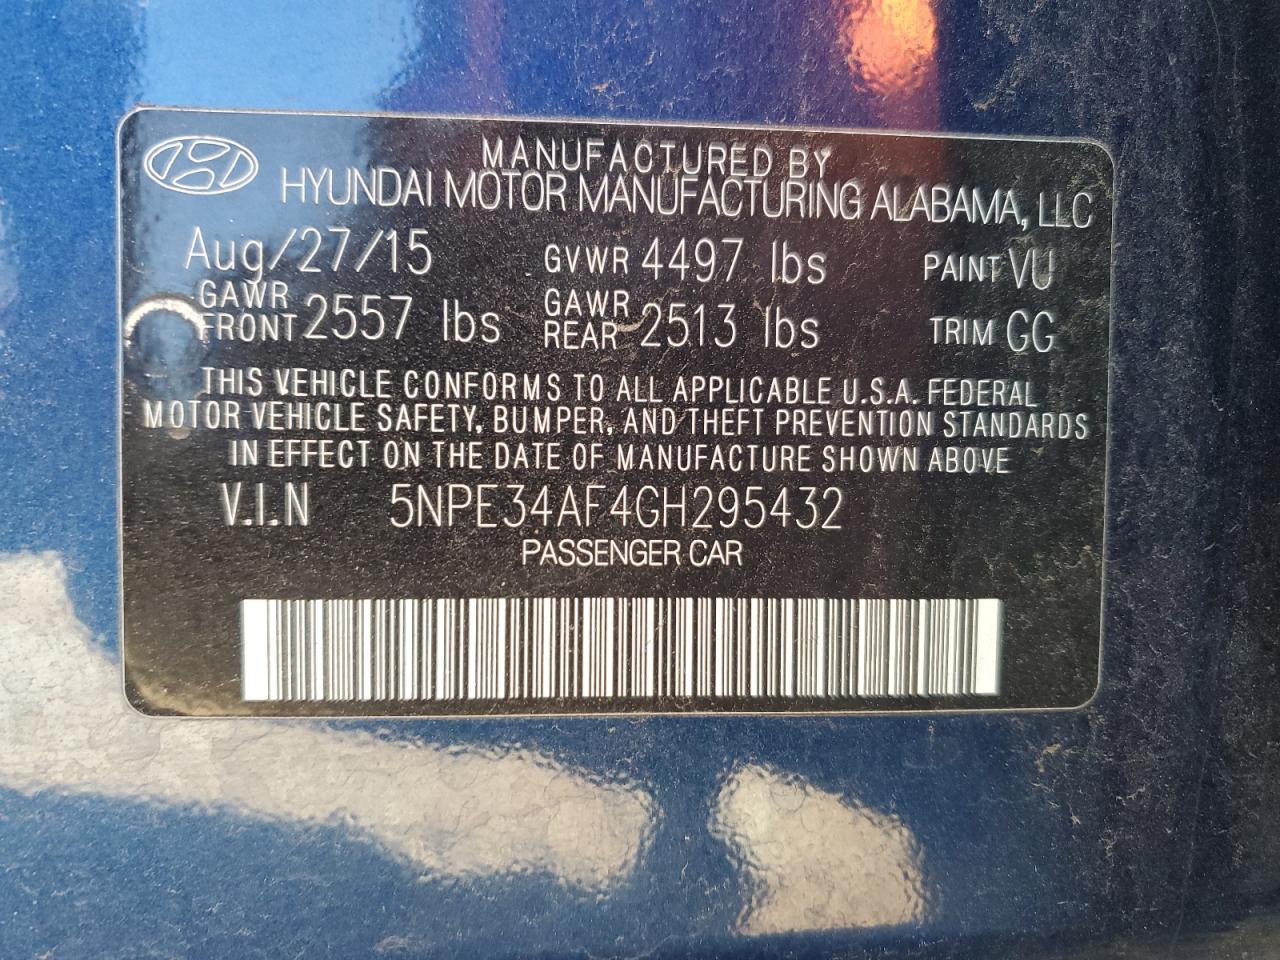 MANUFACTURED BY
HYUNDAI MOTOR MANUFACTURING ALABAMA, LLC
Aug/27/15 GVWR 4497 lbs PAINT VU
GAWR FRONT 2557 lbs GAWR REAR 2513 lbs TRIM GG
THIS VEHICLE CONFORMS TO ALL APPLICABLE U.S.A. FEDERAL
MOTOR VEHICLE SAFETY, BUMPER, AND THEFT PREVENTION STANDARDS
IN EFFECT ON THE DATE OF MANUFACTURE SHOWN ABOVE
V.I.N 5NPE34AF4GH295432
PASSENGER CAR